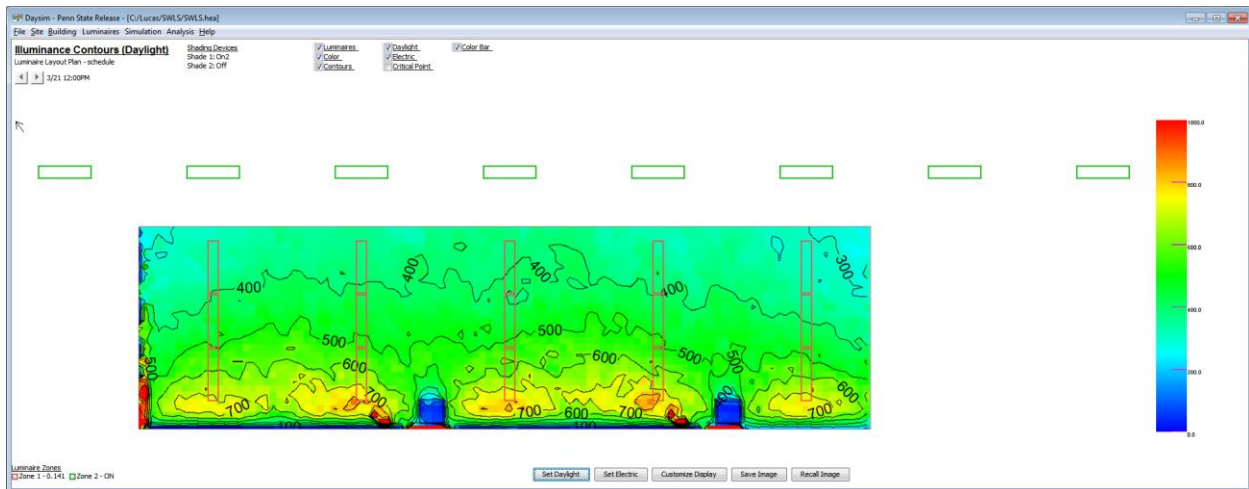 Daysim - Penn State Release - [C:/Lucas/SWLS/SWLS.hea]
File Site Building Luminaires Simulation Analysis Help
Illuminance Contours (Daylight)
Luminaire Layout Plan - schedule
3/21 12:00PM
Shading Devices
Shade 1: On2
Shade 2: Off
Luminaires
Color
Contours
Daylight
Electric
Critical Point
Color Bar
1000.0
800.0
600.0
400.0
200.0
0.0
400
400
400
400
300
500
500
500
500
500
600
600
600
700
700
700
600
700
400
700
100
100
Luminaire Zones
Zone 1 - 0.141 Zone 2 - ON
Set Daylight Set Electric Customize Display Save Image Recall Image